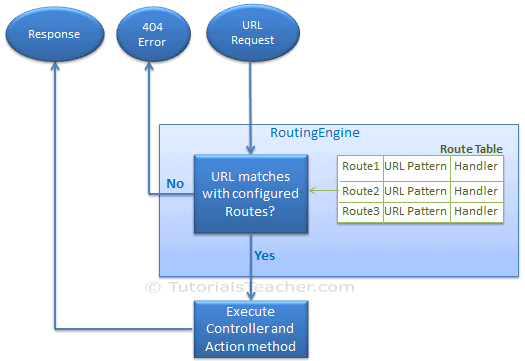 Response
404
Error
URL
Request
RoutingEngine
Route Table
Route1 URL Pattern Handler
Route2 URL Pattern Handler
Route3 URL Pattern Handler
URL matches
with configured
Routes?
No
Yes
© TutorialsTeacher.com
Execute
Controller and
Action method